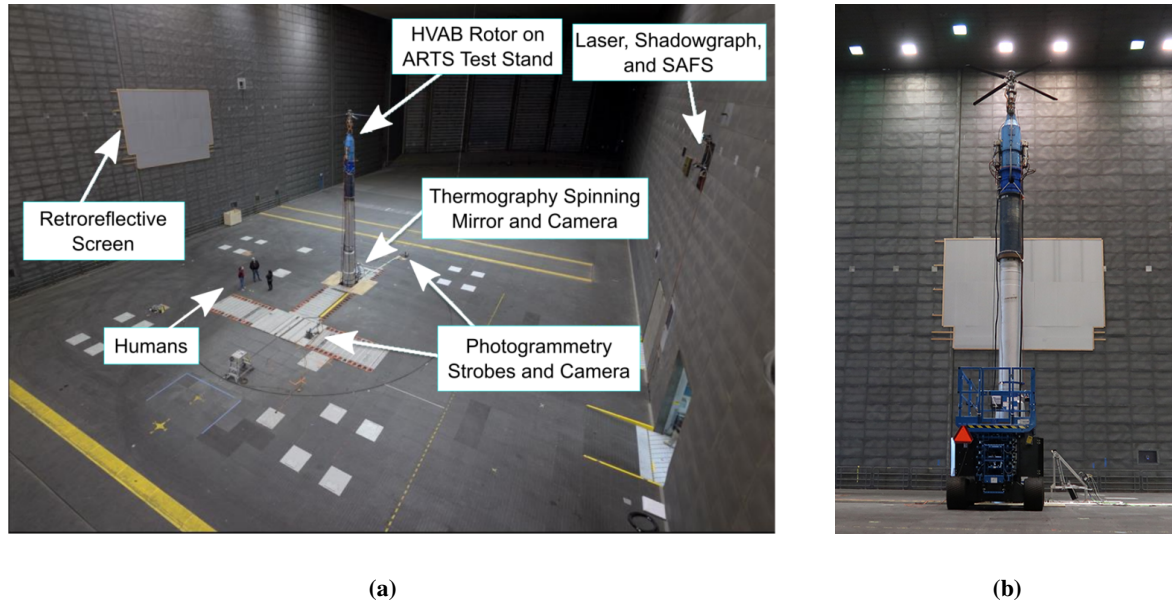 HVAB Rotor on
ARTS Test Stand
Laser, Shadowgraph,
and SAFS
Retroreflective
Screen
Thermography Spinning
Mirror and Camera
Humans
Photogrammetry
Strobes and Camera
(a)
(b)